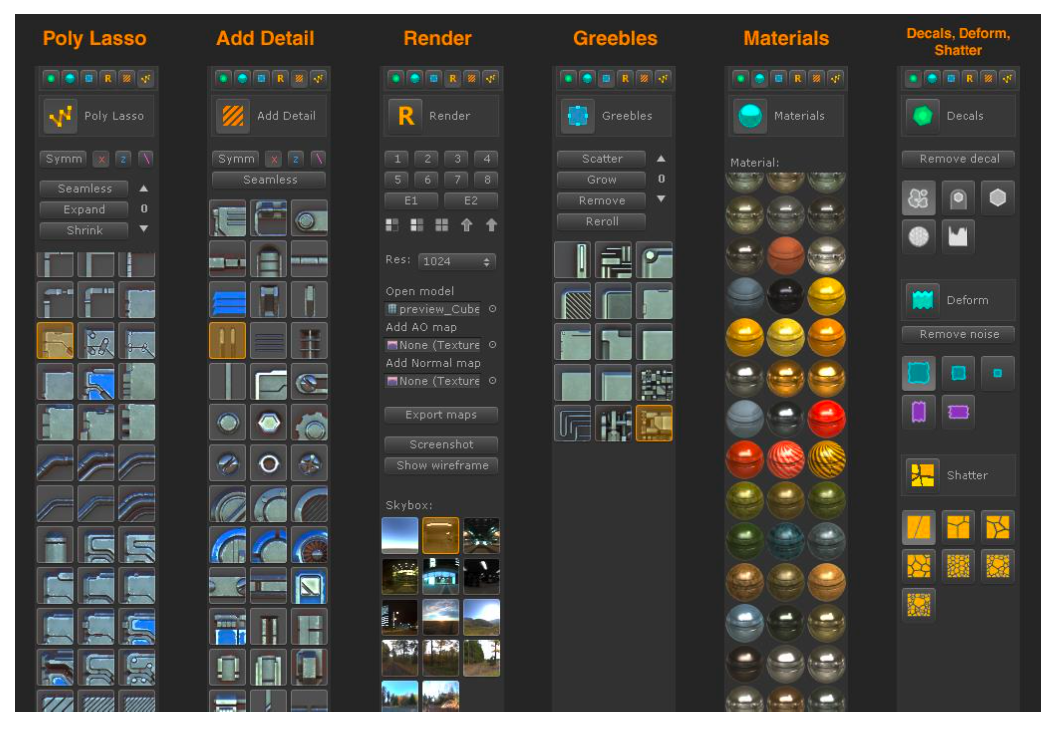 Poly Lasso
Add Detail
Render
Greebles
Materials
Decals, Deform,
Shatter
R
Poly Lasso
Symm x z \
Seamless
Expand 0
Shrink
R
Add Detail
Symm x z \
Seamless
R
R Render
1 2 3 4
5 6 7 8
E1 E2
Res: 1024
Open model
preview_Cube
Add AO map
None (Texture
Add Normal map
None (Texture
Export maps
Screenshot
Show wireframe
Skybox:
R
Greebles
Scatter
Grow 0
Remove
Reroll
R
Materials
Material:
R
Decals
Remove decal
Deform
Remove noise
Shatter